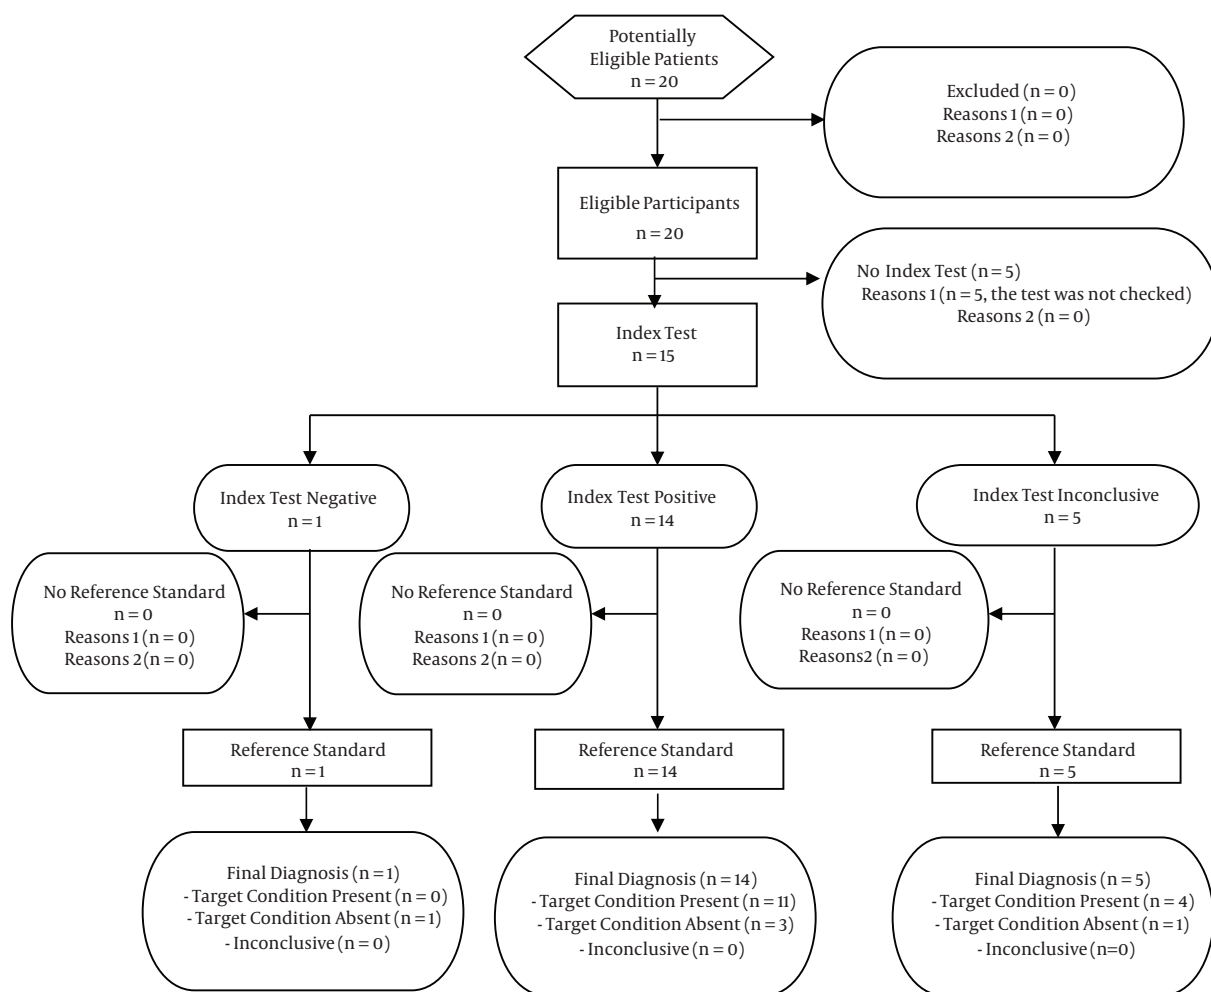 Potentially
Eligible Patients
n = 20
Excluded (n = 0)
Reasons 1 (n = 0)
Reasons 2 (n = 0)
Eligible Participants
n = 20
No Index Test (n = 5)
Reasons 1 (n = 5, the test was not checked)
Reasons 2 (n = 0)
Index Test
n = 15
Index Test Negative
n = 1
Index Test Positive
n = 14
Index Test Inconclusive
n = 5
No Reference Standard
n = 0
Reasons 1 (n = 0)
Reasons 2 (n = 0)
No Reference Standard
n = 0
Reasons 1 (n = 0)
Reasons 2 (n = 0)
No Reference Standard
n = 0
Reasons 1 (n = 0)
Reasons2 (n = 0)
Reference Standard
n = 1
Reference Standard
n = 14
Reference Standard
n = 5
Final Diagnosis (n = 1)
- Target Condition Present (n = 0)
- Target Condition Absent (n = 1)
- Inconclusive (n = 0)
Final Diagnosis (n = 14)
- Target Condition Present (n = 11)
- Target Condition Absent (n = 3)
- Inconclusive (n = 0)
Final Diagnosis (n = 5)
- Target Condition Present (n = 4)
- Target Condition Absent (n = 1)
- Inconclusive (n=0)